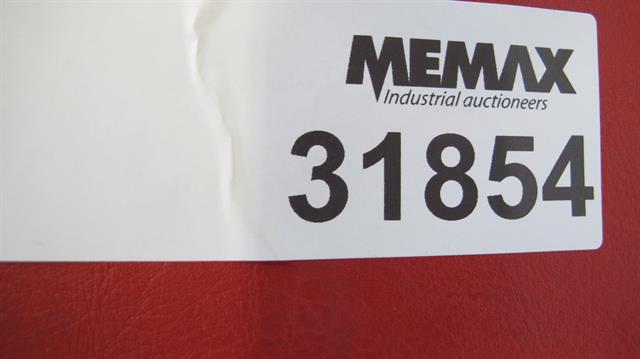 MEMAX
Industrial auctioneers
31854